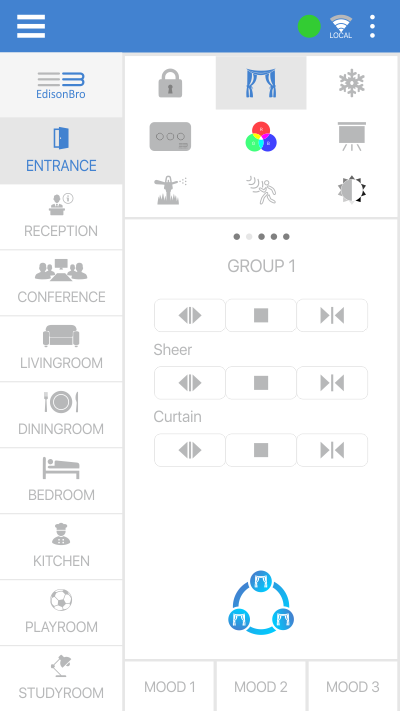 LOCAL
EdisonBro
ENTRANCE
RECEPTION
CONFERENCE
LIVINGROOM
DININGROOM
BEDROOM
KITCHEN
PLAYROOM
STUDYROOM
GROUP 1
Sheer
Curtain
MOOD 1
MOOD 2
MOOD 3